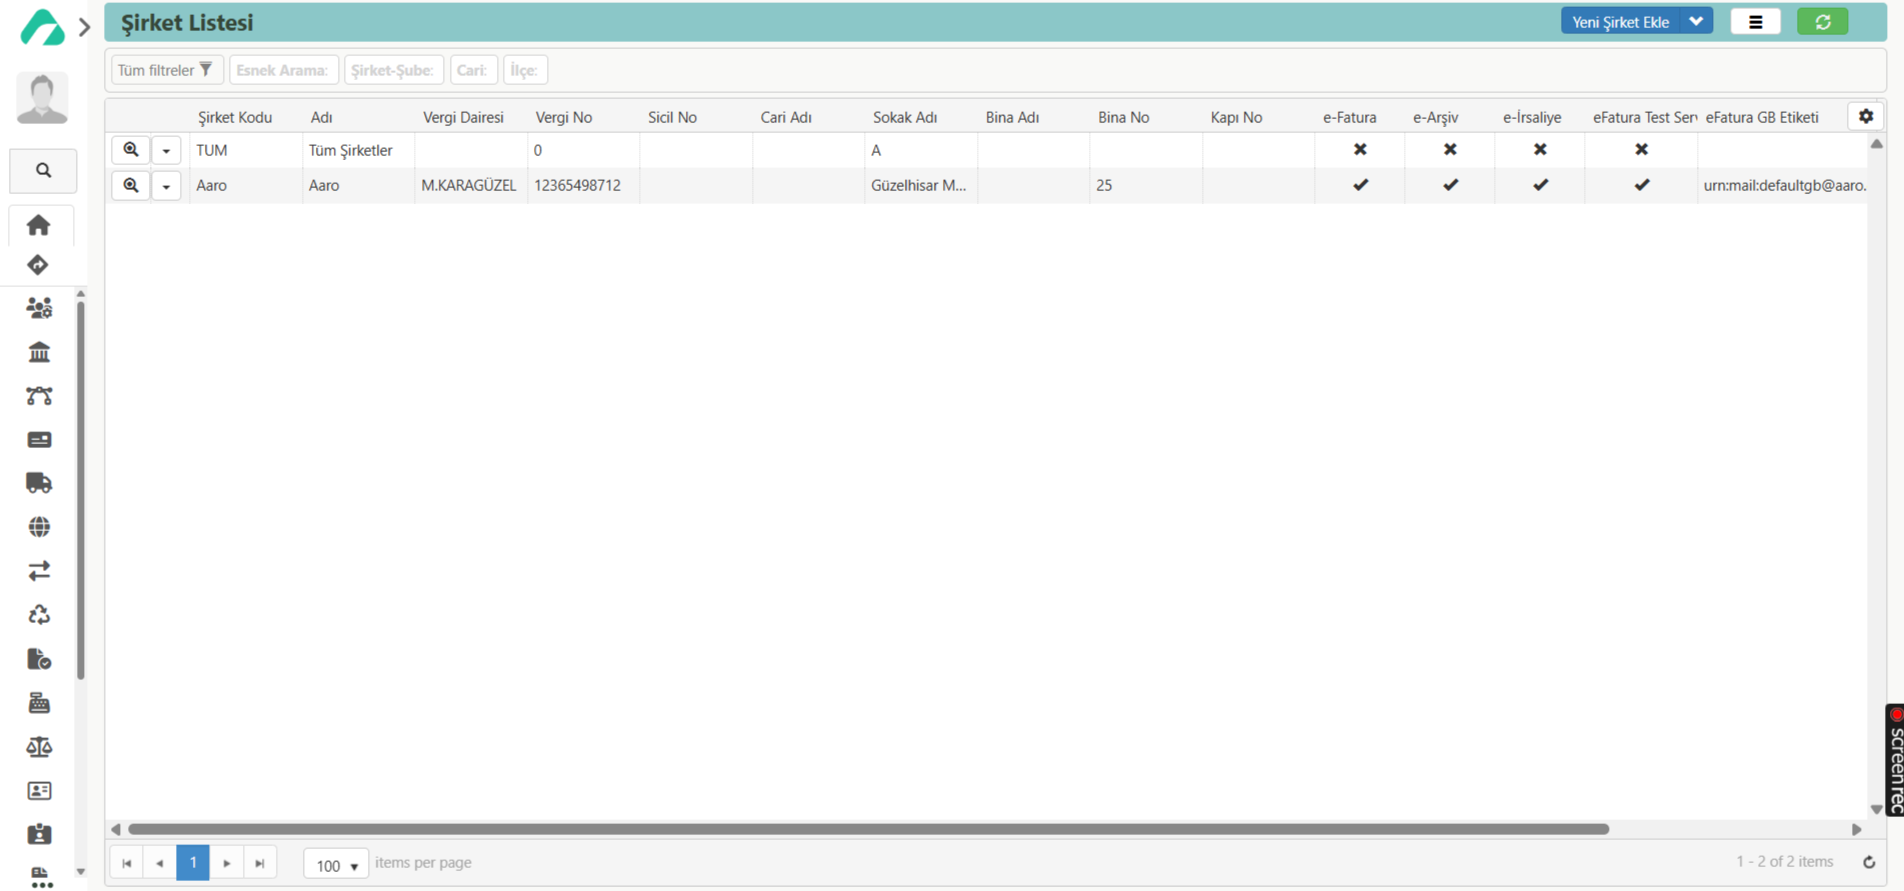 Şirket Listesi
Yeni Şirket Ekle
Tüm filtreler
Esnek Arama:
Şirket-Şube:
Cari:
İlçe:
Şirket Kodu Adı Vergi Dairesi Vergi No Sicil No Cari Adı Sokak Adı Bina Adı Bina No Kapı No e-Fatura e-Arşiv e-İrsaliye eFatura Test Serv eFatura GB Etiketi
TUM Tüm Şirketler 0 A
Aaro Aaro M.KARAGÜZEL 12365498712 Güzelhisar M... 25 urn:mail:defaultgb@aaro.
screenrec
1
100 items per page
1 - 2 of 2 items